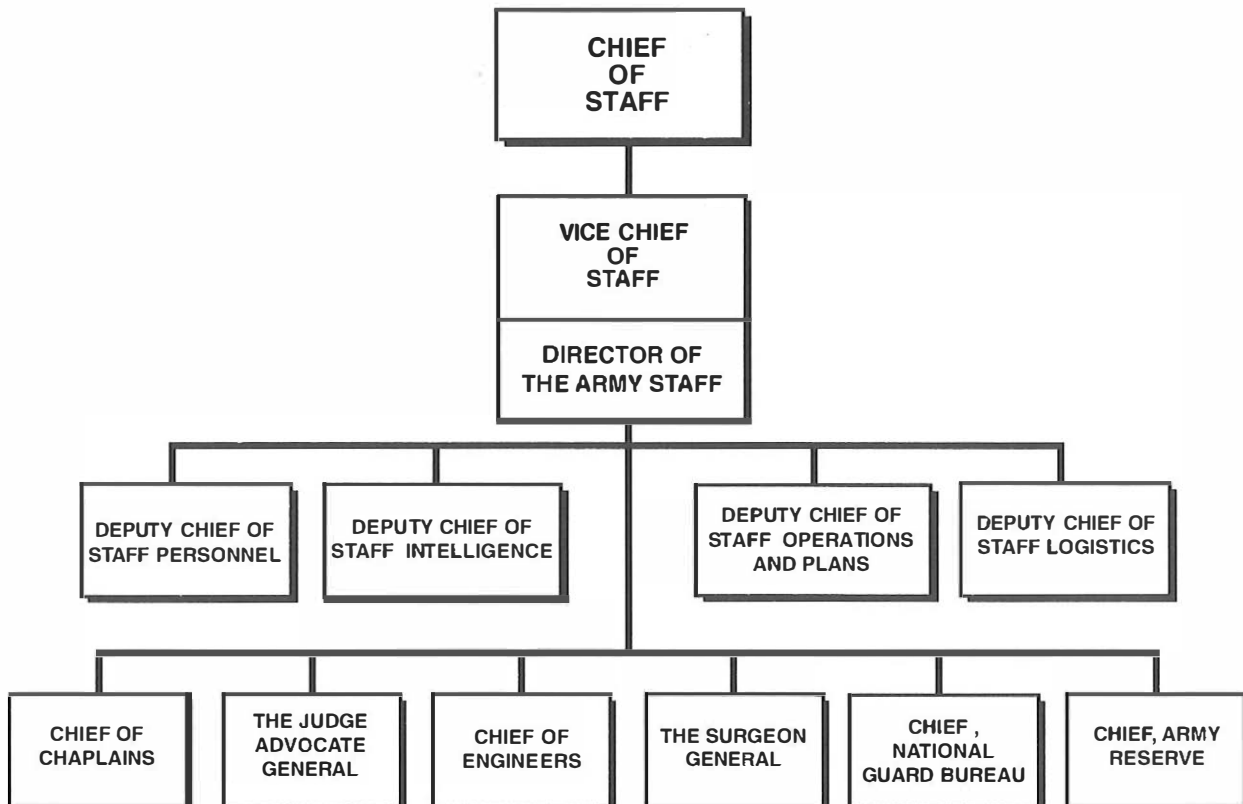 CHIEF
OF
STAFF
VICE CHIEF
OF
STAFF
DIRECTOR OF
THE ARMY STAFF
DEPUTY CHIEF OF
STAFF PERSONNEL
DEPUTY CHIEF OF
STAFF INTELLIGENCE
DEPUTY CHIEF OF
STAFF OPERATIONS
AND PLANS
DEPUTY CHIEF OF
STAFF LOGISTICS
CHIEF OF
CHAPLAINS
THE JUDGE
ADVOCATE
GENERAL
CHIEF OF
ENGINEERS
THE SURGEON
GENERAL
CHIEF ,
NATIONAL
GUARD BUREAU
CHIEF, ARMY
RESERVE